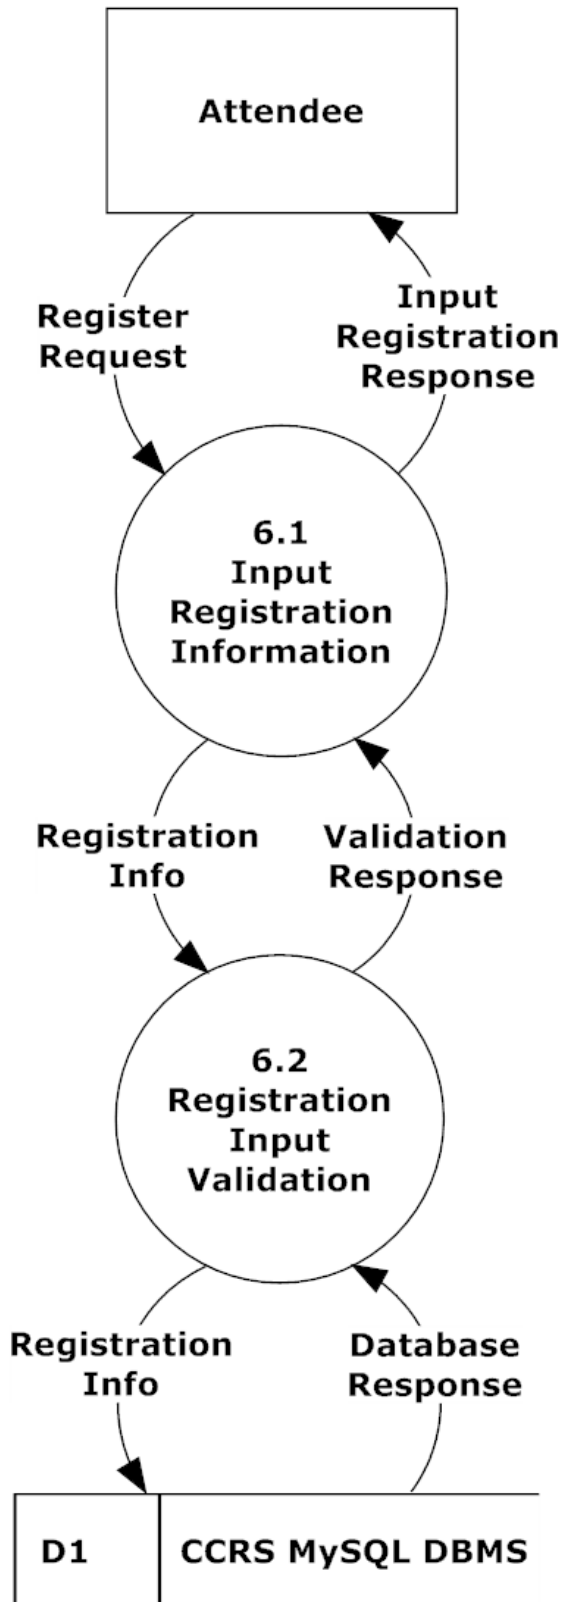 Attendee
Register
Request
Input
Registration
Response
6.1
Input
Registration
Information
Registration
Info
Validation
Response
6.2
Registration
Input
Validation
Registration
Info
Database
Response
D1
CCRS MySQL DBMS